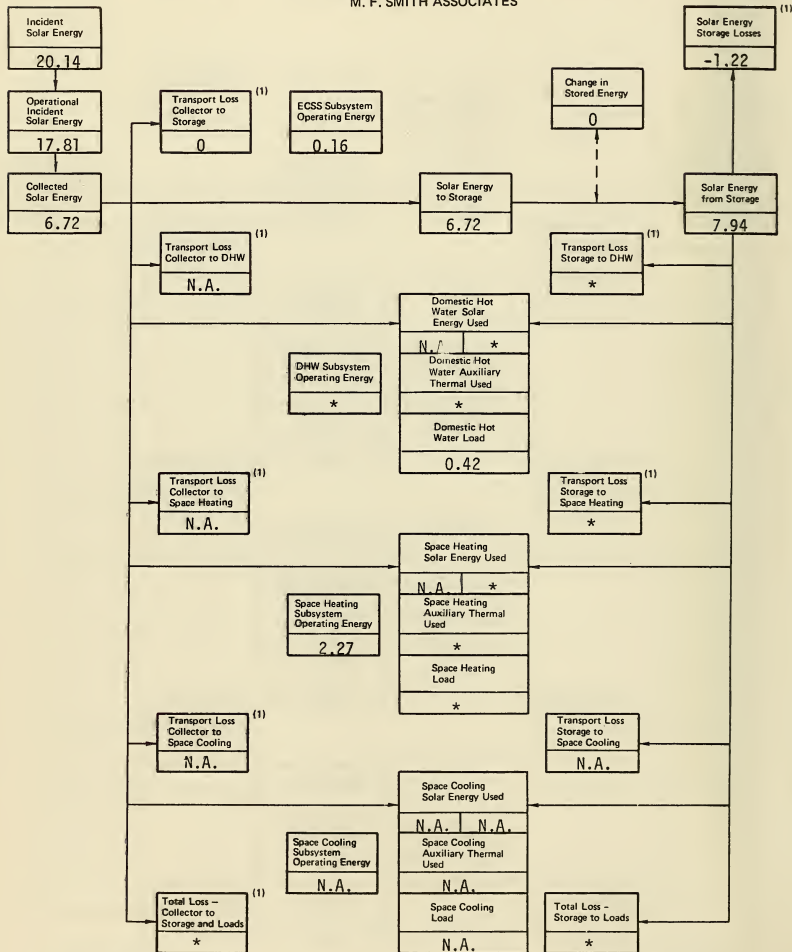 M. F. SMITH ASSOCIATES
Incident
Solar Energy
20.14
Operational
Incident
Solar Energy
17.81
Collected
Solar Energy
6.72
Transport Loss
Collector to
Storage
(1)
0
ECSS Subsystem
Operating Energy
0.16
Change in
Stored Energy
0
Solar Energy
Storage Losses
(1)
-1.22
Solar Energy
to Storage
6.72
Solar Energy
from Storage
7.94
Transport Loss
Collector to DHW
(1)
N.A.
Transport Loss
Storage to DHW
(1)
*
Domestic Hot
Water Solar
Energy Used
*
Domestic Hot
Water Auxiliary
Thermal Used
*
Domestic Hot
Water Load
0.42
DHW Subsystem
Operating Energy
*
Transport Loss
Collector to
Space Heating
(1)
N.A.
Transport Loss
Storage to
Space Heating
(1)
*
Space Heating
Solar Energy Used
N.A. *
Space Heating
Auxiliary Thermal
Used
*
Space Heating
Load
*
Space Heating
Subsystem
Operating Energy
2.27
Transport Loss
Collector to
Space Cooling
(1)
N.A.
Transport Loss
Storage to
Space Cooling
N.A.
Space Cooling
Solar Energy Used
N.A. N.A.
Space Cooling
Auxiliary Thermal
Used
N.A.
Space Cooling
Load
N.A.
Space Cooling
Subsystem
Operating Energy
N.A.
Total Loss –
Collector to
Storage and Loads
(1)
*
Total Loss -
Storage to Loads
*